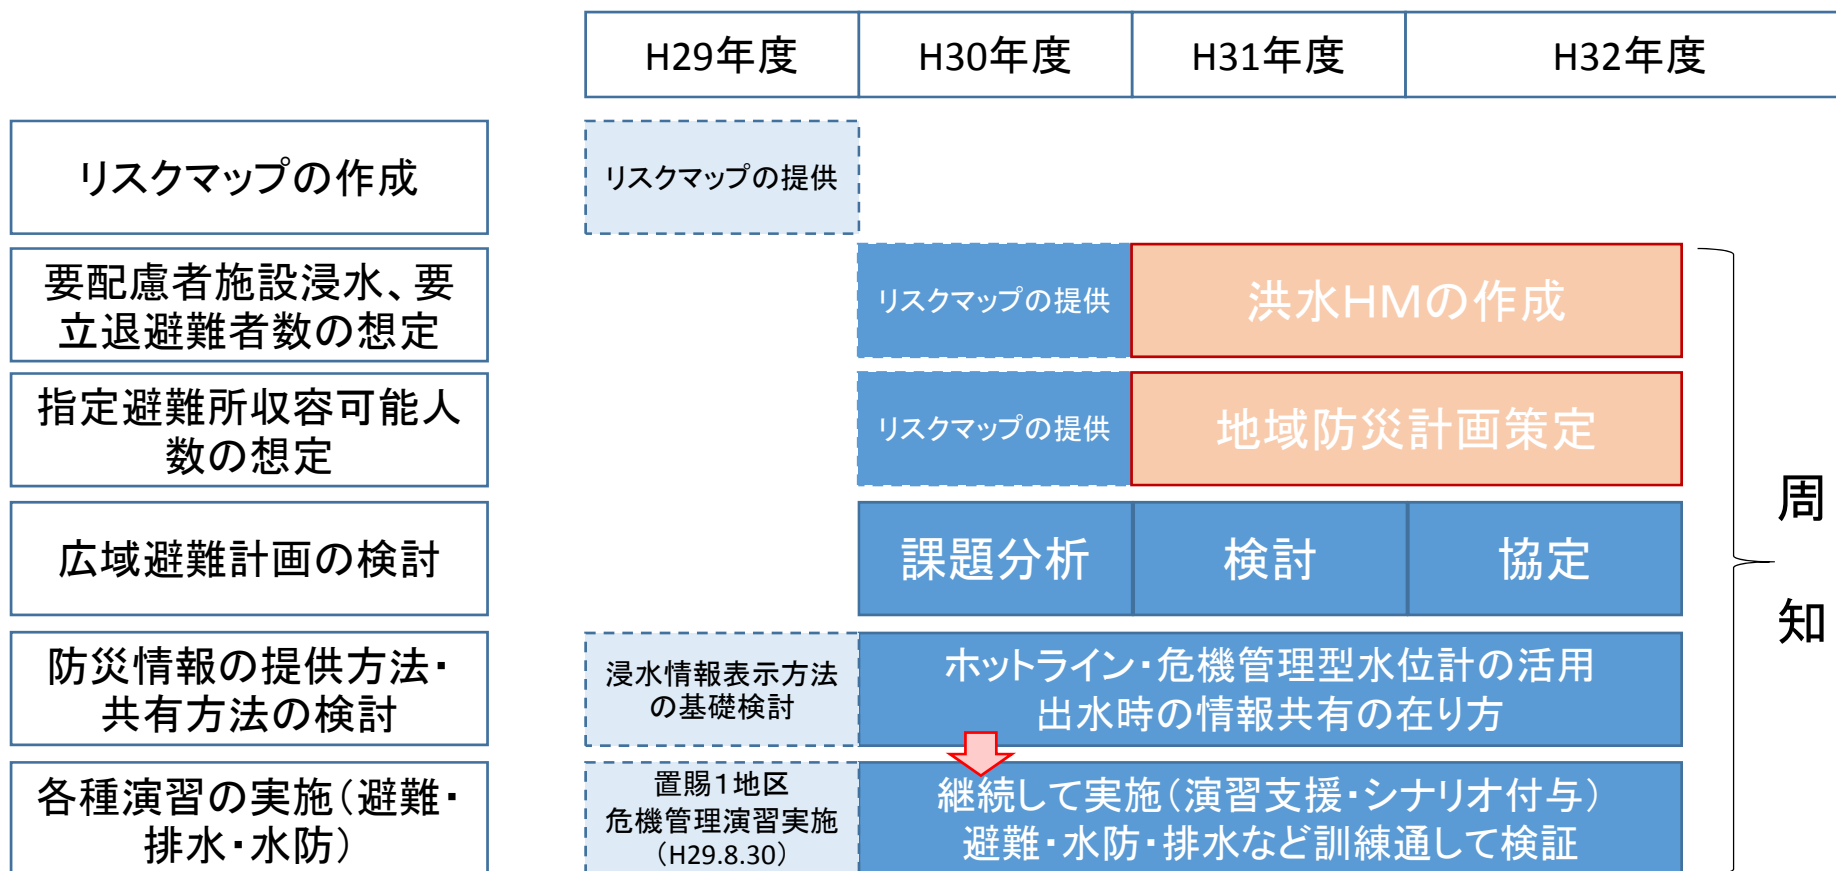 H29年度
H30年度
H31年度
H32年度
リスクマップの作成
リスクマップの提供
要配慮者施設浸水、要
立退避難者数の想定
リスクマップの提供
洪水HMの作成
指定避難所収容可能人
数の想定
リスクマップの提供
地域防災計画策定
広域避難計画の検討
課題分析
検討
協定
防災情報の提供方法・
共有方法の検討
浸水情報表示方法
の基礎検討
ホットライン・危機管理型水位計の活用
出水時の情報共有の在り方
各種演習の実施(避難・
排水・水防)
置賜1地区
危機管理演習実施
(H29.8.30)
継続して実施(演習支援・シナリオ付与)
避難・水防・排水など訓練通して検証
周
知